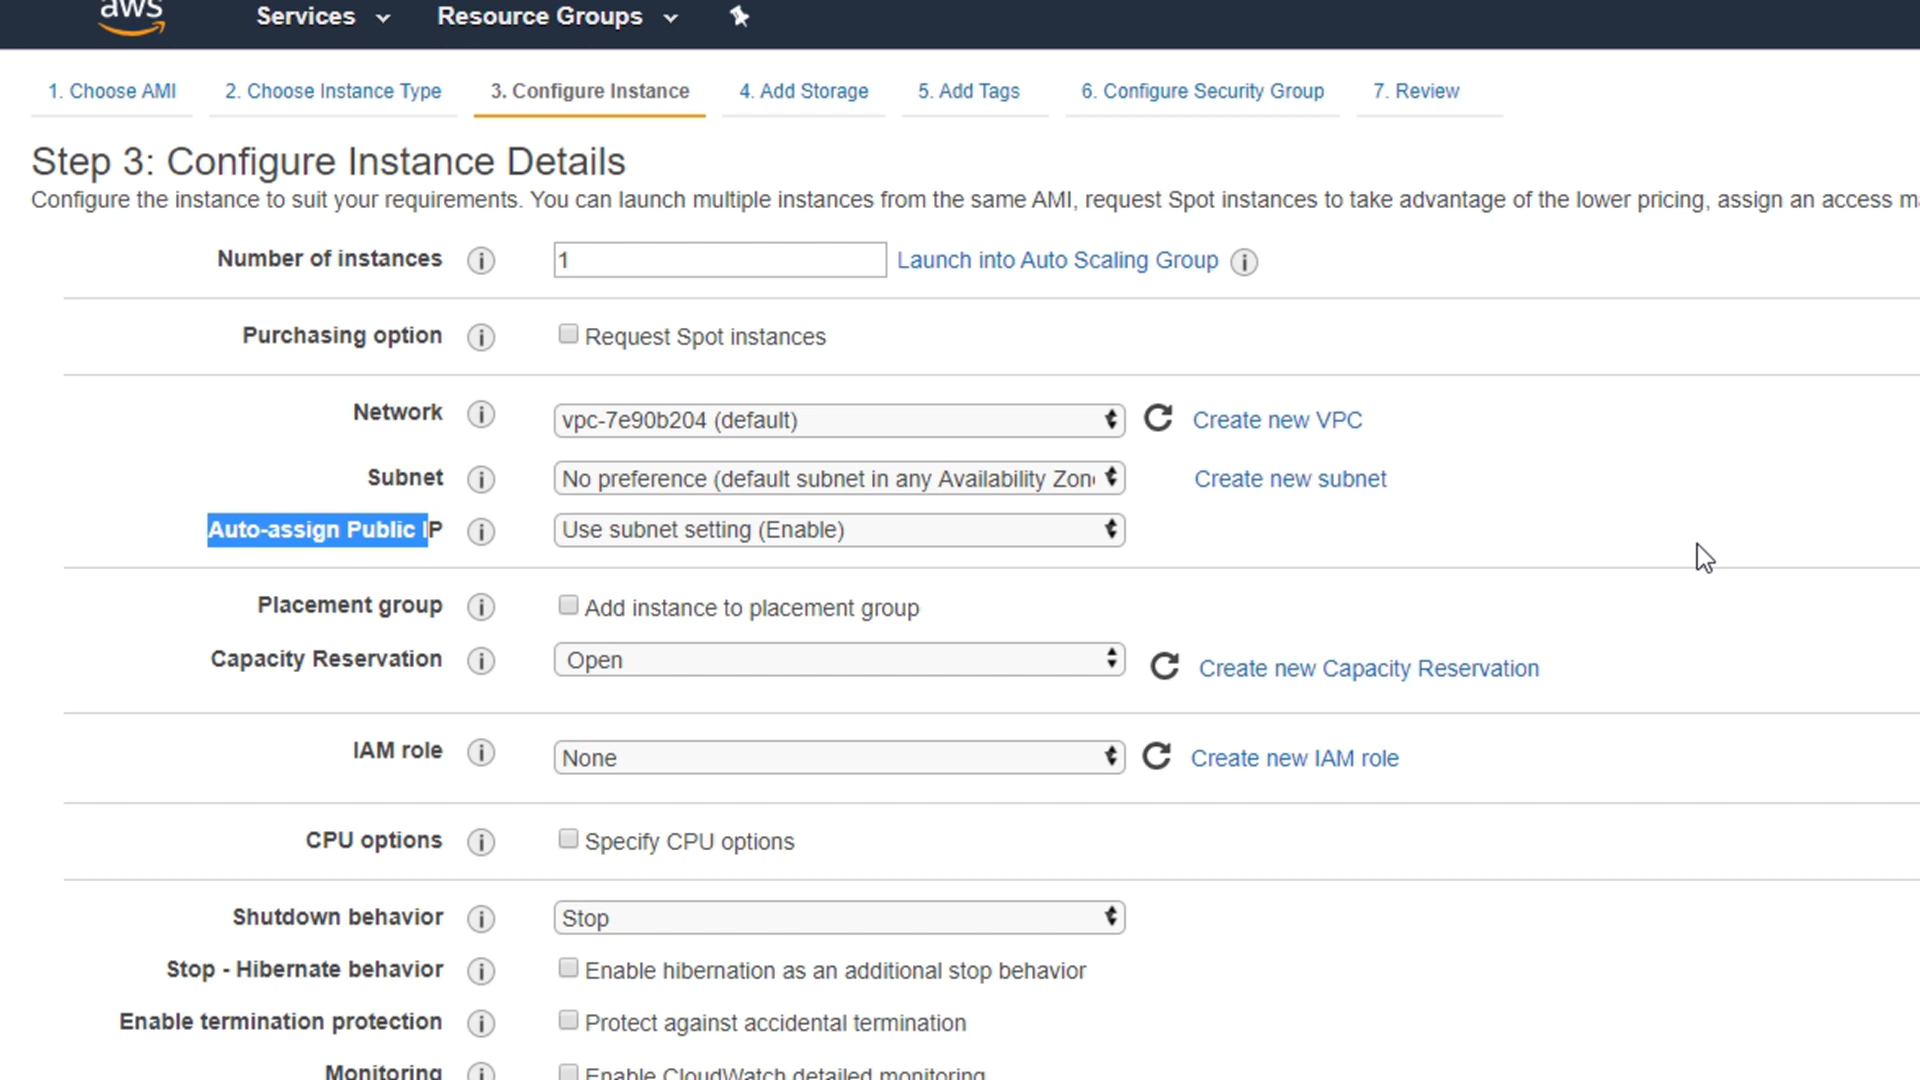 aws Services Resource Groups
1. Choose AMI 2. Choose Instance Type 3. Configure Instance 4. Add Storage 5. Add Tags 6. Configure Security Group 7. Review
Step 3: Configure Instance Details
Configure the instance to suit your requirements. You can launch multiple instances from the same AMI, request Spot instances to take advantage of the lower pricing, assign an access ma
Number of instances i 1 Launch into Auto Scaling Group i
Purchasing option i Request Spot instances
Network i vpc-7e90b204 (default) Create new VPC
Subnet i No preference (default subnet in any Availability Zon Create new subnet
Auto-assign Public IP i Use subnet setting (Enable)
Placement group i Add instance to placement group
Capacity Reservation i Open Create new Capacity Reservation
IAM role i None Create new IAM role
CPU options i Specify CPU options
Shutdown behavior i Stop
Stop - Hibernate behavior i Enable hibernation as an additional stop behavior
Enable termination protection i Protect against accidental termination
Monitoring i Enable CloudWatch detailed monitoring